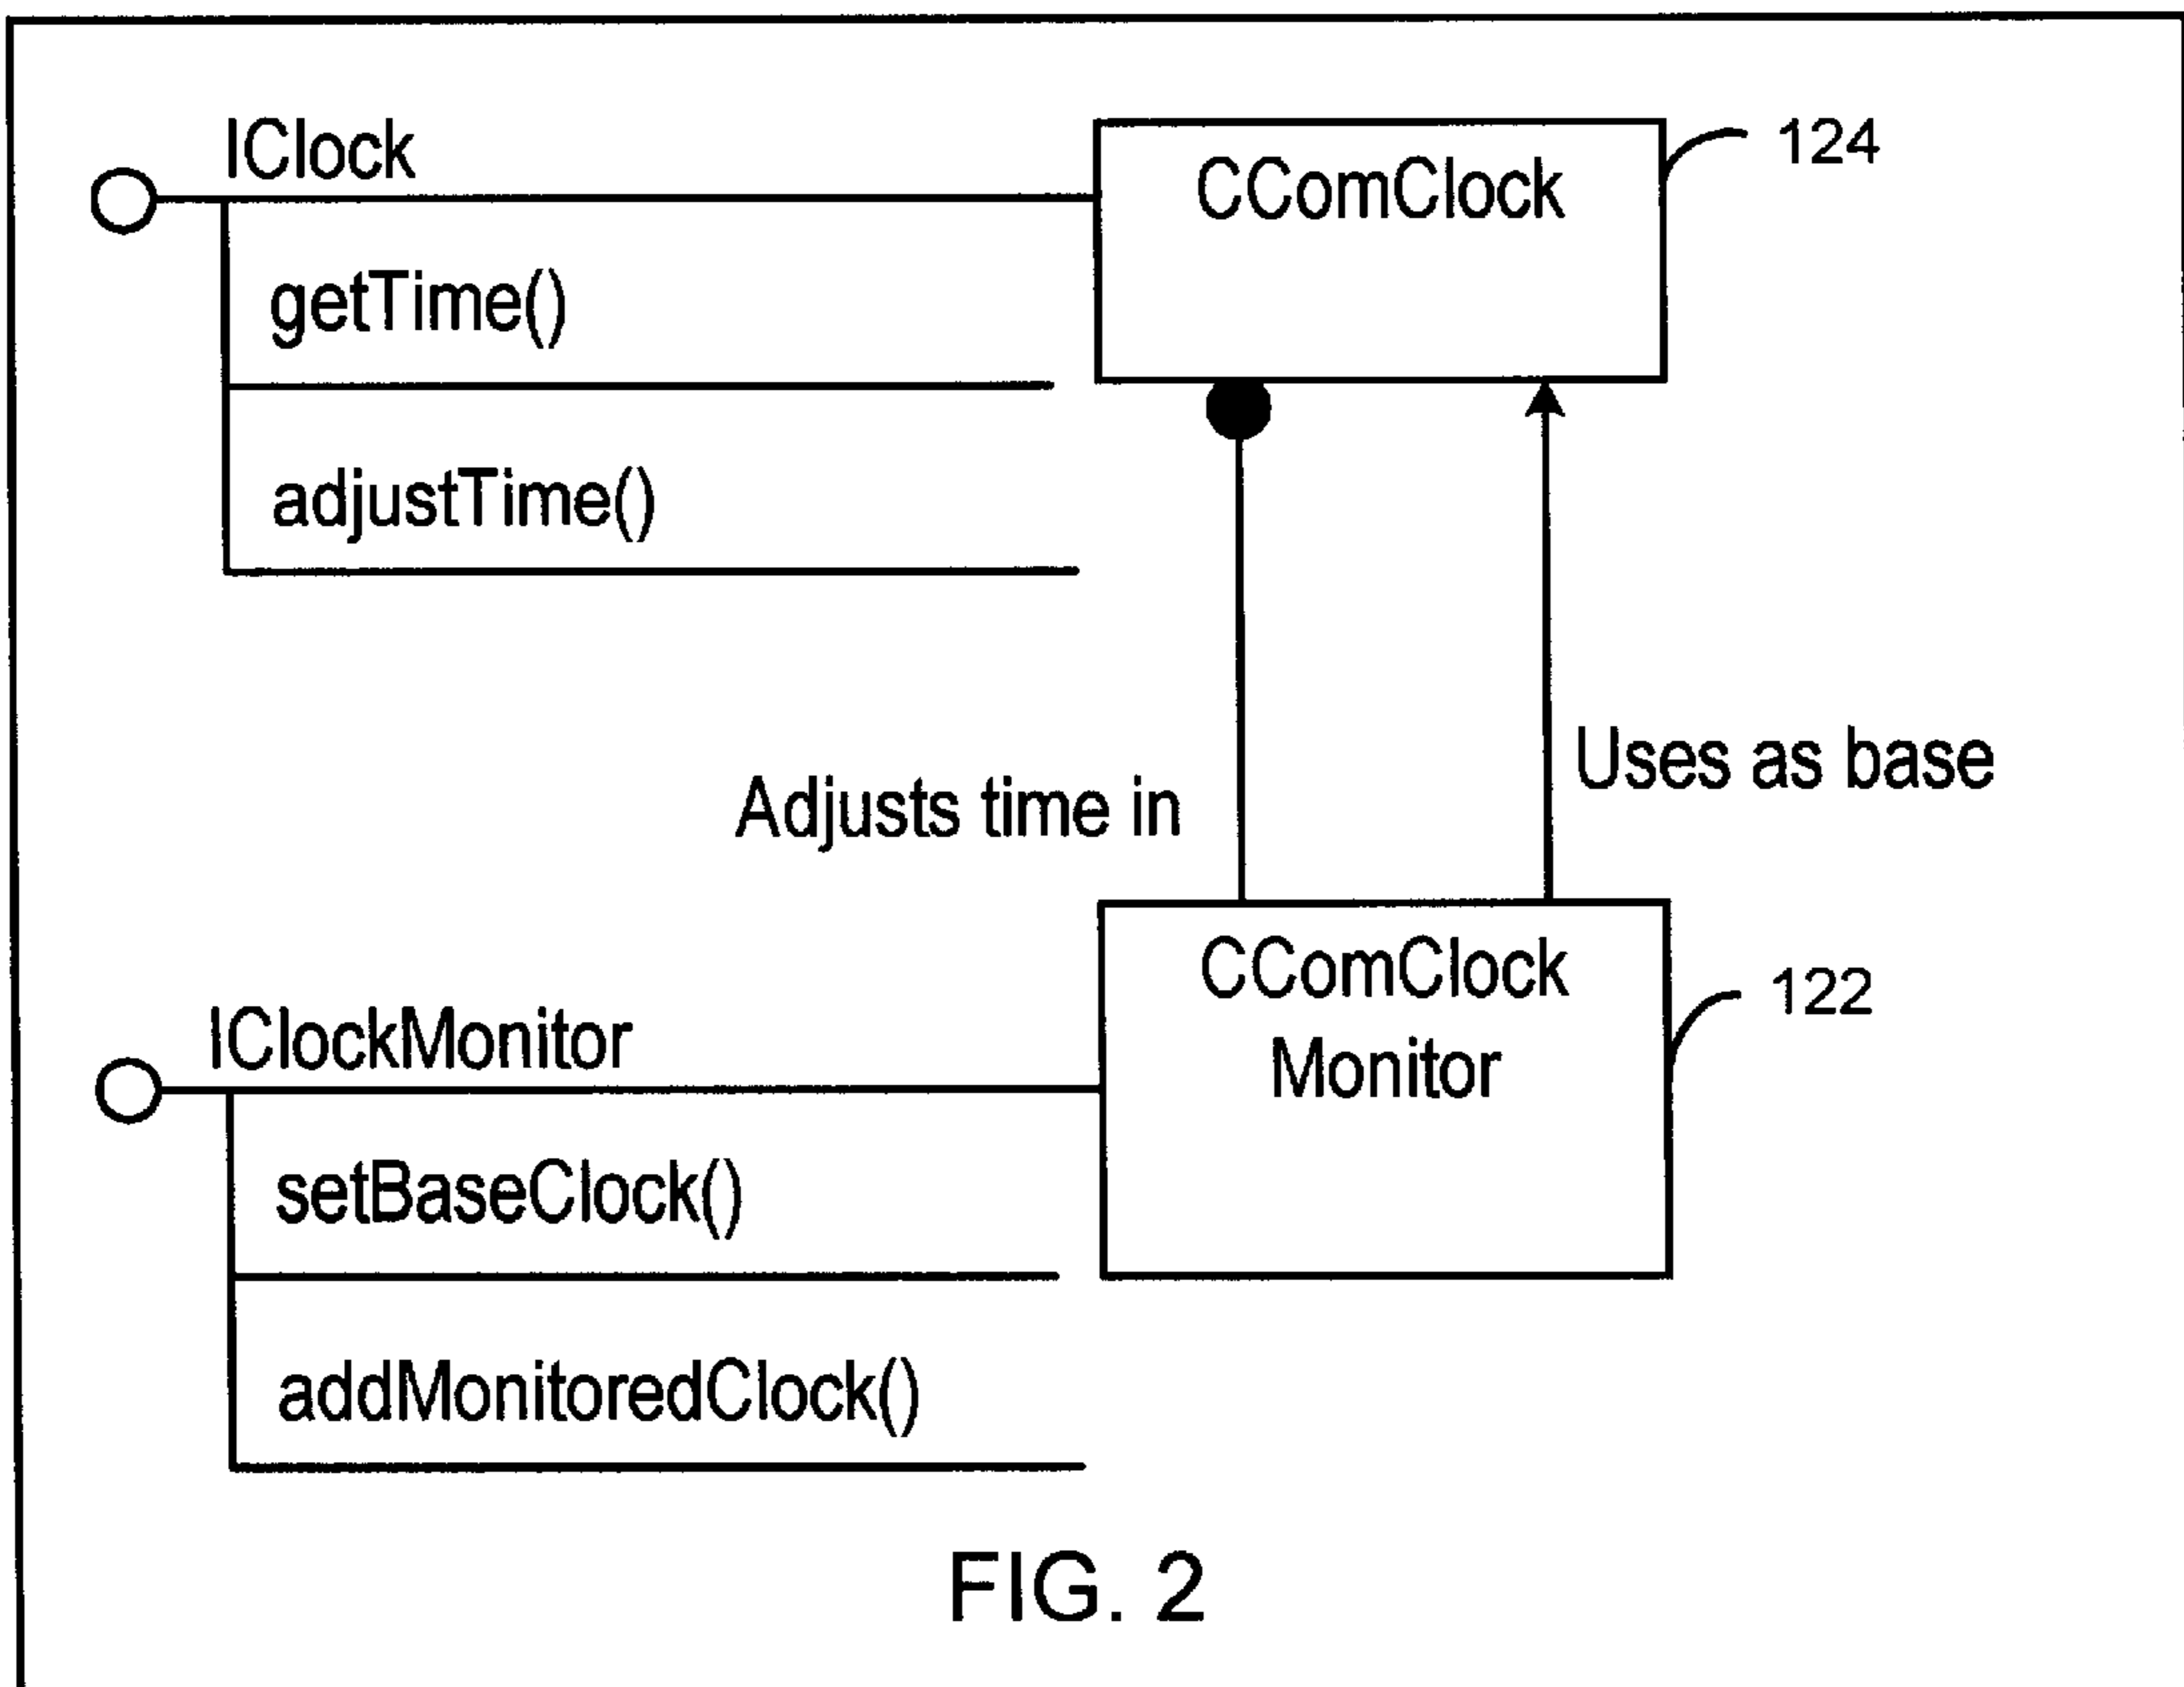 IClock
CComClock
124
getTime()
adjustTime()
Uses as base
Adjusts time in
CComClock
Monitor
122
IClockMonitor
setBaseClock()
addMonitoredClock()
FIG. 2